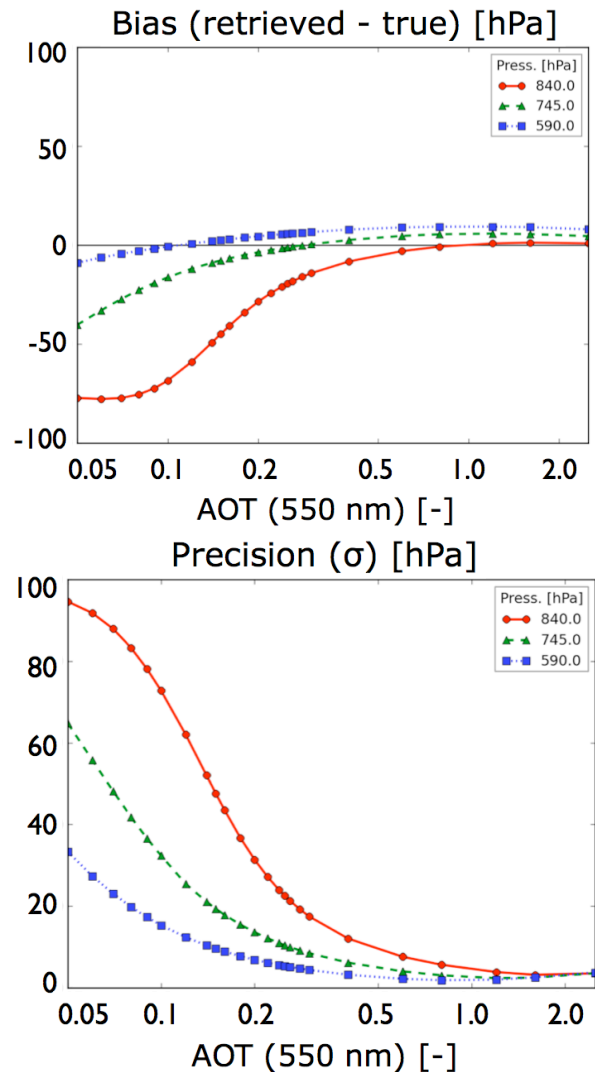 Bias (retrieved - true) [hPa]
100
50
0
-50
-100
Press. [hPa]
840.0
745.0
590.0
0.05 0.1 0.2 0.5 1.0 2.0
AOT (550 nm) [-]
Precision (σ) [hPa]
100
80
60
40
20
0
Press. [hPa]
840.0
745.0
590.0
0.05 0.1 0.2 0.5 1.0 2.0
AOT (550 nm) [-]